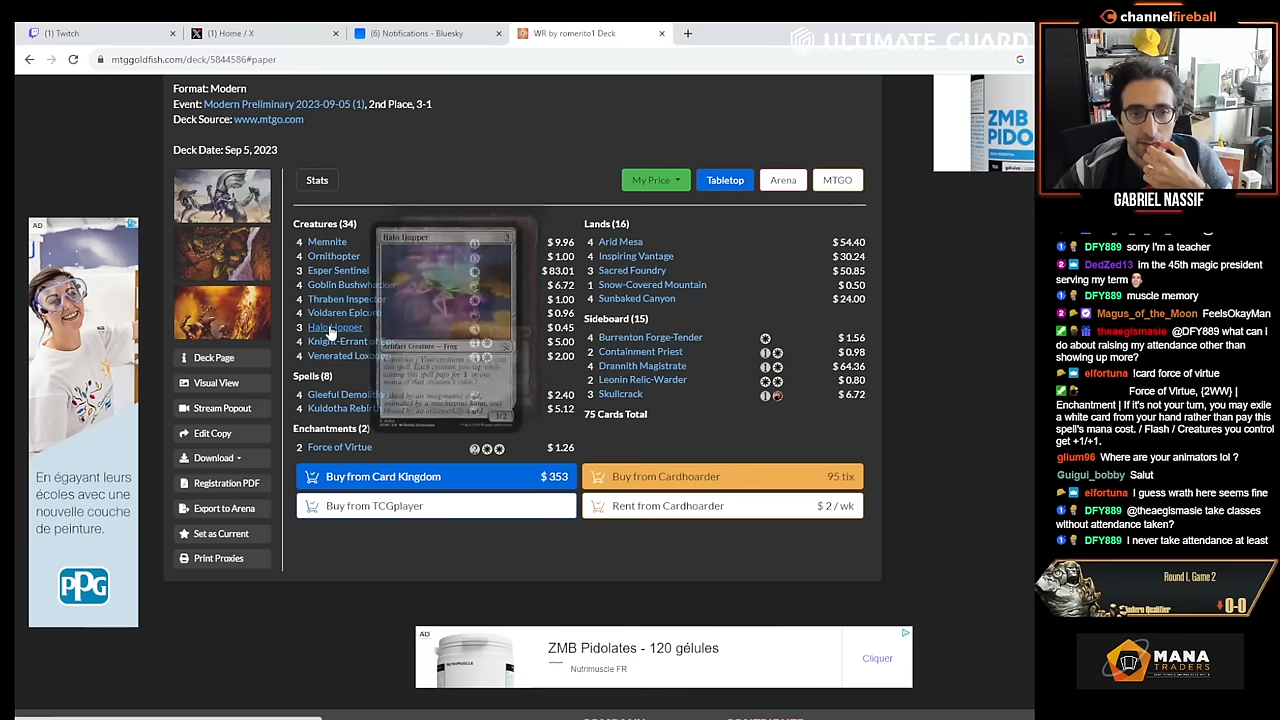 (1) Twitch
(1) Home / X
(6) Notifications - Bluesky
WR by romerito1 Deck
mtggoldfish.com/deck/5844586#paper
ULTIMATE GUARD
Format: Modern
Event: Modern Preliminary 2023-09-05 (1), 2nd Place, 3-1
Deck Source: www.mtgo.com
Deck Date: Sep 5, 2023
Stats
My Price
Tabletop
Arena
MTGO
Creatures (34)
4 Memnite $ 9.96
4 Ornithopter $ 1.00
3 Esper Sentinel $ 83.01
4 Goblin Bushwhacker $ 6.72
4 Thraben Inspector $ 1.00
4 Voldaren Epicure $ 0.96
3 Halo Hopper $ 0.45
4 Knight-Errant of Eos $ 5.00
4 Venerated Loxodon $ 2.00
Spells (8)
4 Gleeful Demolition $ 2.40
4 Kuldotha Rebirth $ 5.12
Enchantments (2)
2 Force of Virtue $ 1.26
Halo Hopper 3
Artifact Creature — Frog
3/2
Lands (16)
4 Arid Mesa $ 54.40
4 Inspiring Vantage $ 30.24
3 Sacred Foundry $ 50.85
1 Snow-Covered Mountain $ 0.50
4 Sunbaked Canyon $ 24.00
Sideboard (15)
4 Burrenton Forge-Tender $ 1.56
2 Containment Priest $ 0.98
4 Drannith Magistrate $ 64.36
2 Leonin Relic-Warder $ 0.80
3 Skullcrack $ 6.72
75 Cards Total
Buy from Card Kingdom $ 353
Buy from Cardhoarder 95 tix
Buy from TCGplayer
Rent from Cardhoarder $ 2 / wk
Deck Page
Visual View
Stream Popout
Edit Copy
Download
Registration PDF
Export to Arena
Set as Current
Print Proxies
AD
En égayant leurs
écoles avec une
nouvelle couche
de peinture.
PPG
ZMB
PIDO
AD
ZMB Pidolates - 120 gélules
Nutrimuscle FR
Cliquer
channelfireball
GABRIEL NASSIF
DFY889 sorry I'm a teacher
DedZed13 im the 45th magic president
serving my term
DFY889 muscle memory
Magus_of_the_Moon FeelsOkayMan
theaegismasie @DFY889 what can I
do about raising my attendance other than
showing up more?
elfortuna !card force of virtue
Force of Virtue, {2WW} |
Enchantment | If it's not your turn, you may exile
a white card from your hand rather than pay this
spell's mana cost. / Flash / Creatures you control
get +1/+1.
glium96 Where are your animators lol ?
Guigui_bobby Salut
elfortuna I guess wrath here seems fine
DFY889 @theaegismasie take classes
without attendance taken?
DFY889 I never take attendance at least
Round 1, Game 2
Modern Qualifier
0-0
MANA
TRADERS